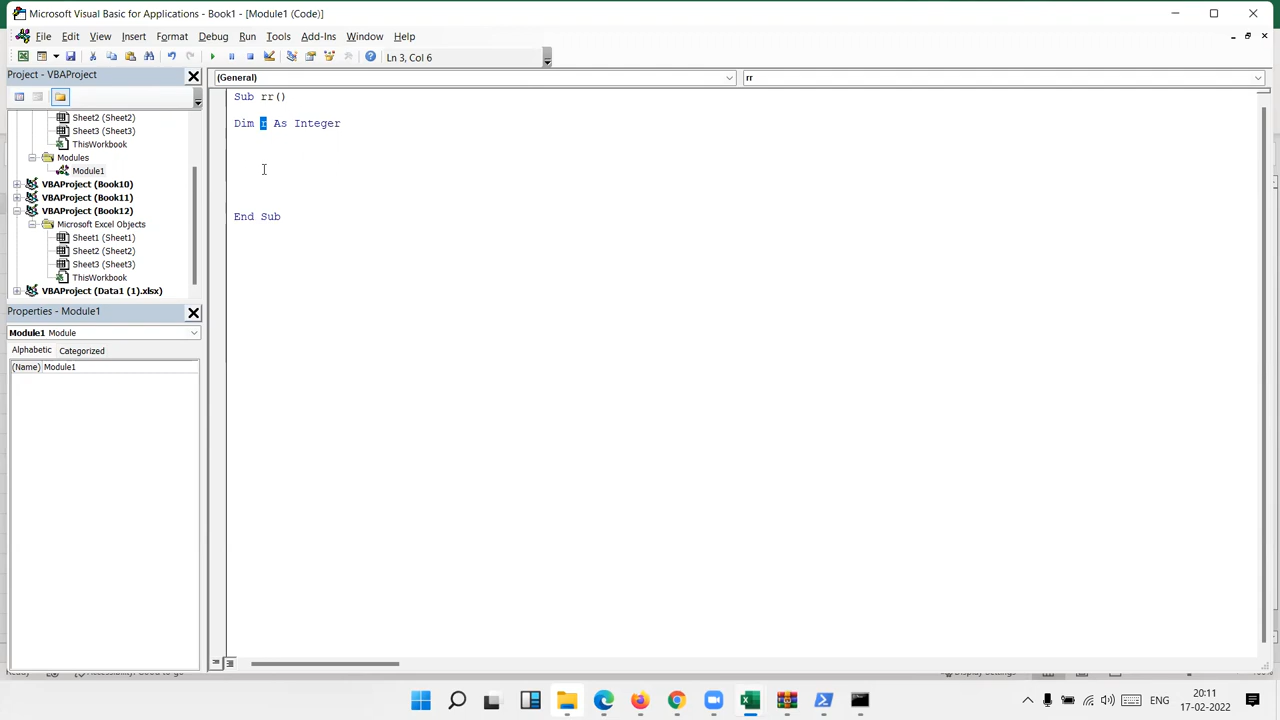 Microsoft Visual Basic for Applications - Book1 - [Module1 (Code)]
File Edit View Insert Format Debug Run Tools Add-Ins Window Help
Ln 3, Col 6
Project - VBAProject
(General)
rr
Sheet2 (Sheet2)
Sheet3 (Sheet3)
ThisWorkbook
Modules
Module1
VBAProject (Book10)
VBAProject (Book11)
VBAProject (Book12)
Microsoft Excel Objects
Sheet1 (Sheet1)
Sheet2 (Sheet2)
Sheet3 (Sheet3)
ThisWorkbook
VBAProject (Data1 (1).xlsx)
Properties - Module1
Module1 Module
Alphabetic Categorized
(Name) Module1
Sub rr()
Dim r As Integer
End Sub
ENG
20:11
17-02-2022